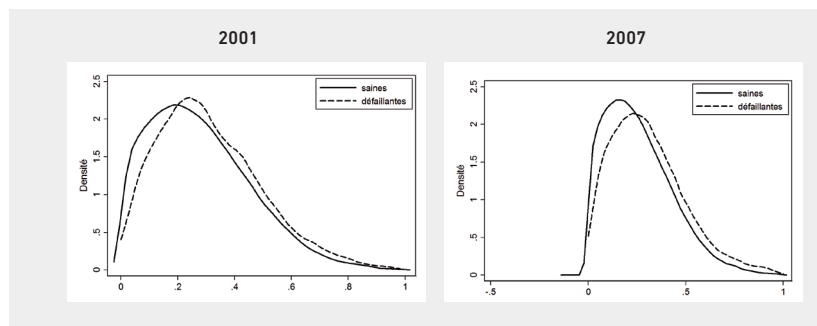 2001
2007
saines
défaillantes
Densité
2.5
2
1.5
1
.5
0
0 .2 .4 .6 .8 1
saines
défaillantes
Densité
2.5
2
1.5
1
.5
0
-.5 0 .5 1